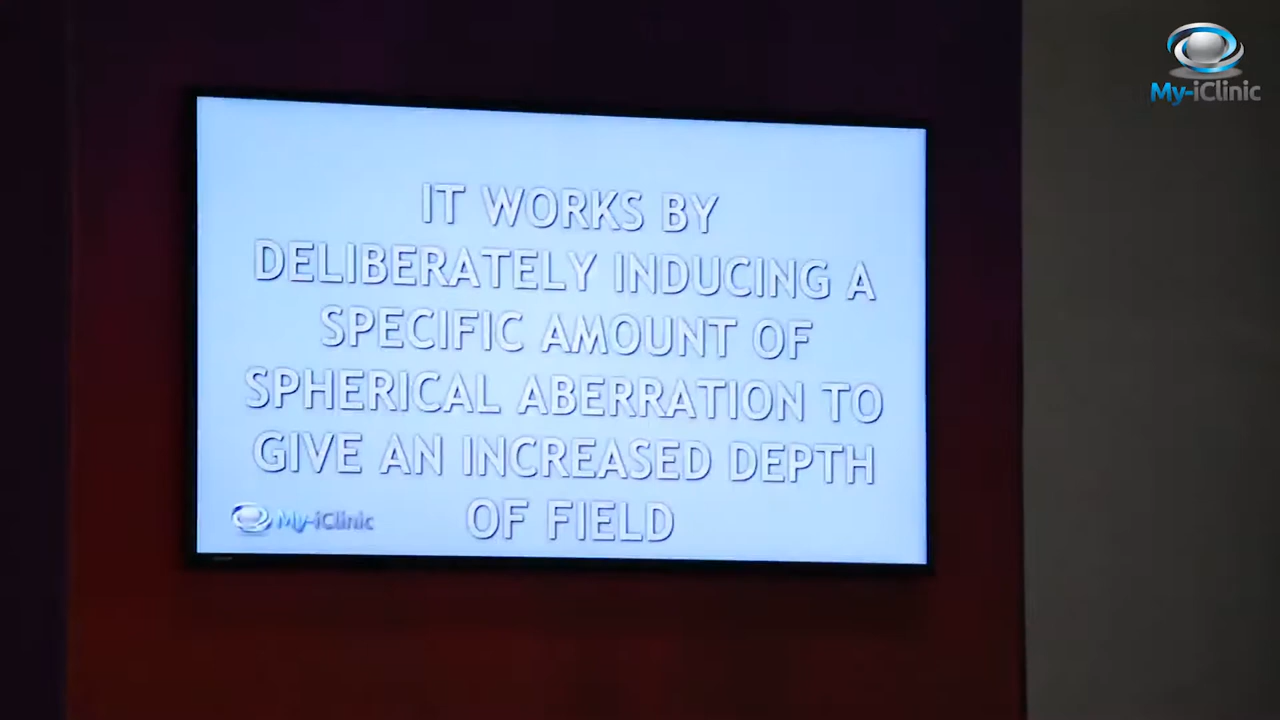 My-iClinic
IT WORKS BY
DELIBERATELY INDUCING A
SPECIFIC AMOUNT OF
SPHERICAL ABERRATION TO
GIVE AN INCREASED DEPTH
OF FIELD
My-iClinic